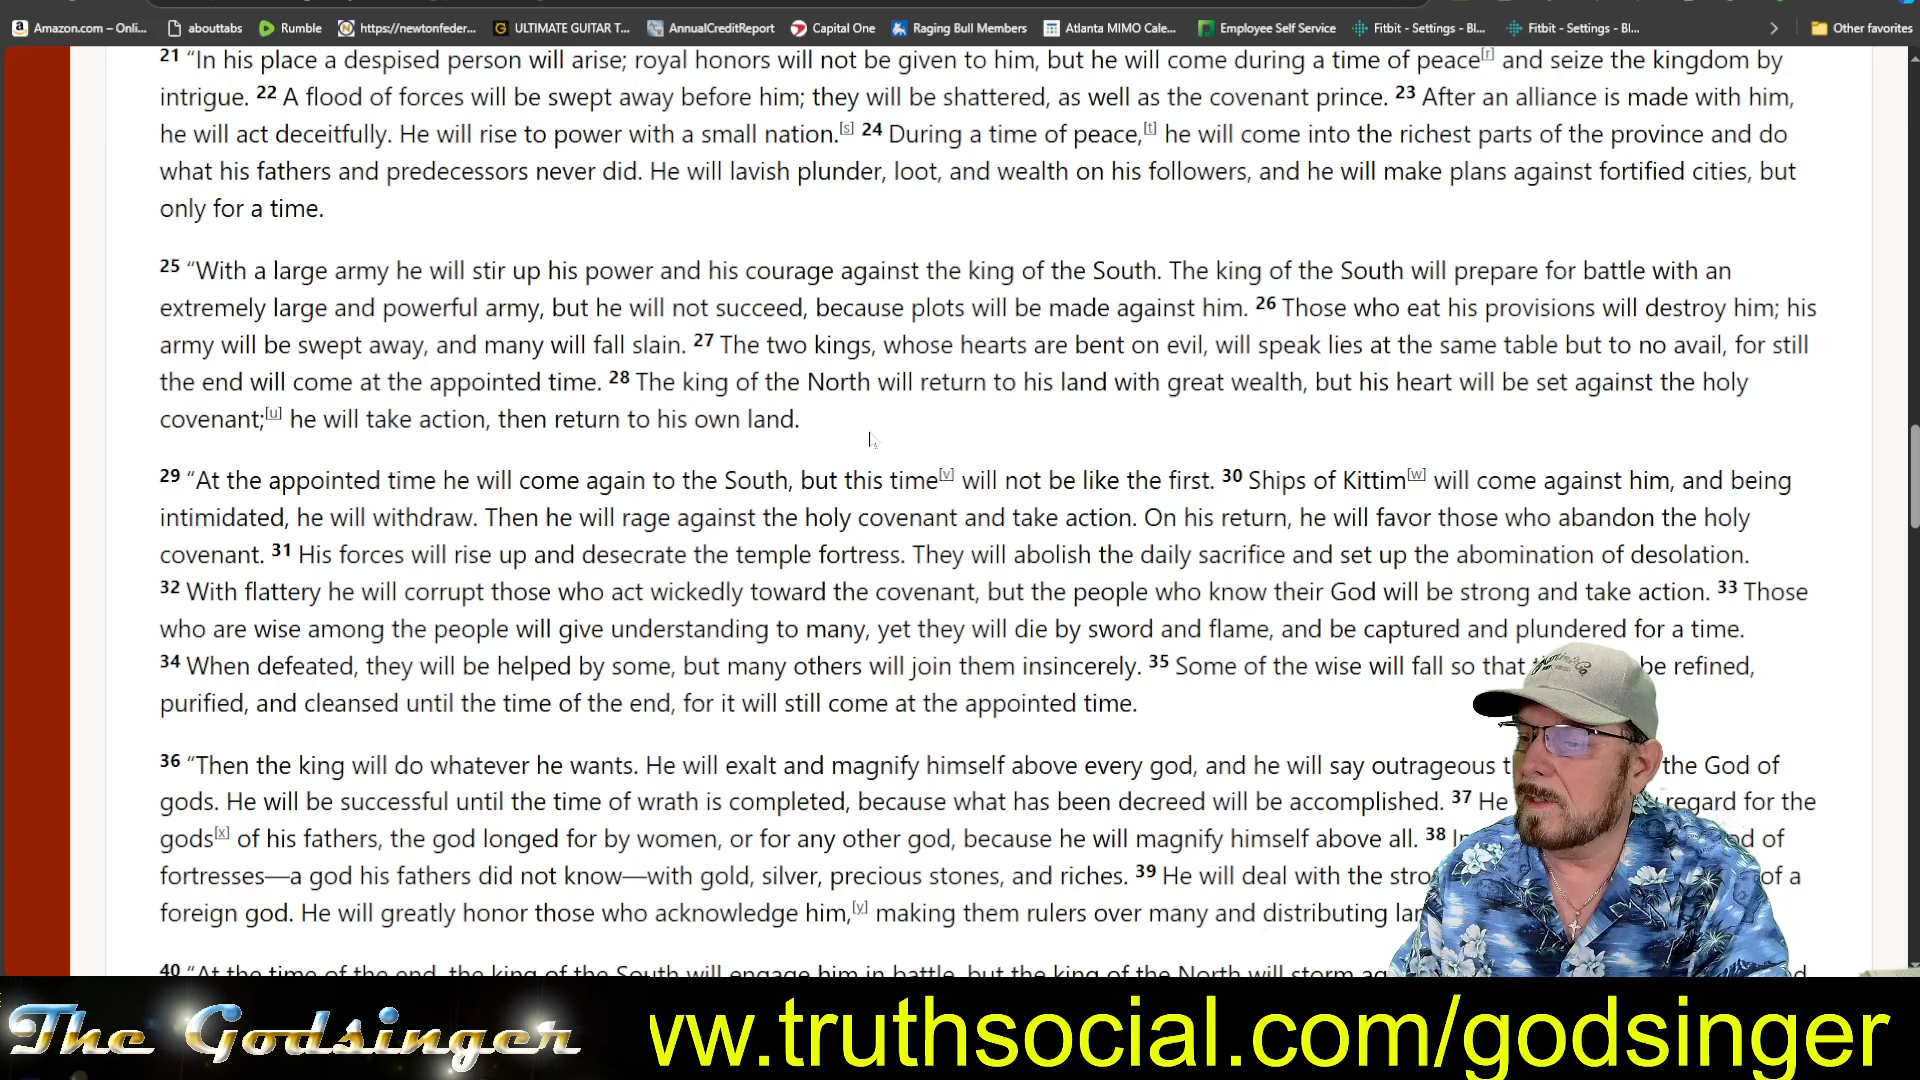 Amazon.com – Onli... abouttabs Rumble https://newtonfeder... ULTIMATE GUITAR T... AnnualCreditReport Capital One Raging Bull Members Atlanta MIMO Cale... Employee Self Service Fitbit - Settings - Bl... Fitbit - Settings - Bl... Other favorites
21 “In his place a despised person will arise; royal honors will not be given to him, but he will come during a time of peace[r] and seize the kingdom by
intrigue. 22 A flood of forces will be swept away before him; they will be shattered, as well as the covenant prince. 23 After an alliance is made with him,
he will act deceitfully. He will rise to power with a small nation.[s] 24 During a time of peace,[t] he will come into the richest parts of the province and do
what his fathers and predecessors never did. He will lavish plunder, loot, and wealth on his followers, and he will make plans against fortified cities, but
only for a time.
25 “With a large army he will stir up his power and his courage against the king of the South. The king of the South will prepare for battle with an
extremely large and powerful army, but he will not succeed, because plots will be made against him. 26 Those who eat his provisions will destroy him; his
army will be swept away, and many will fall slain. 27 The two kings, whose hearts are bent on evil, will speak lies at the same table but to no avail, for still
the end will come at the appointed time. 28 The king of the North will return to his land with great wealth, but his heart will be set against the holy
covenant;[u] he will take action, then return to his own land.
29 “At the appointed time he will come again to the South, but this time[v] will not be like the first. 30 Ships of Kittim[w] will come against him, and being
intimidated, he will withdraw. Then he will rage against the holy covenant and take action. On his return, he will favor those who abandon the holy
covenant. 31 His forces will rise up and desecrate the temple fortress. They will abolish the daily sacrifice and set up the abomination of desolation.
32 With flattery he will corrupt those who act wickedly toward the covenant, but the people who know their God will be strong and take action. 33 Those
who are wise among the people will give understanding to many, yet they will die by sword and flame, and be captured and plundered for a time.
34 When defeated, they will be helped by some, but many others will join them insincerely. 35 Some of the wise will fall so that be refined,
purified, and cleansed until the time of the end, for it will still come at the appointed time.
36 “Then the king will do whatever he wants. He will exalt and magnify himself above every god, and he will say outrageous the God of
gods. He will be successful until the time of wrath is completed, because what has been decreed will be accomplished. 37 He regard for the
gods[x] of his fathers, the god longed for by women, or for any other god, because he will magnify himself above all. 38 of
fortresses—a god his fathers did not know—with gold, silver, precious stones, and riches. 39 He will deal with the of a
foreign god. He will greatly honor those who acknowledge him,[y] making them rulers over many and distributing
40 “At the time of the end, the king of the South will engage him in battle, but the king of the North will storm
The Godsinger
vw.truthsocial.com/godsinger